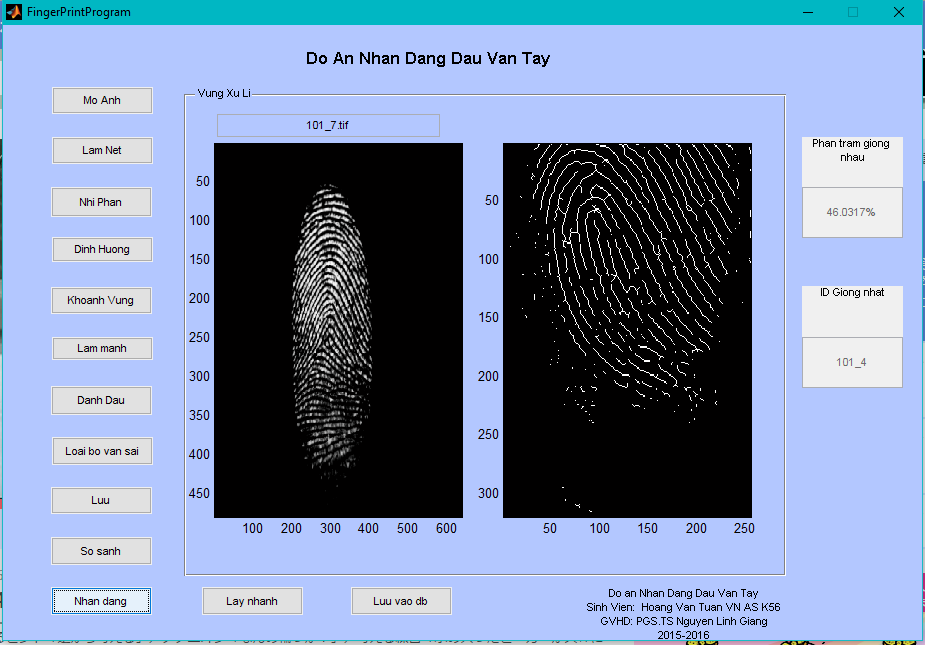 FingerPrintProgram
Do An Nhan Dang Dau Van Tay
Mo Anh
Lam Net
Nhi Phan
Dinh Huong
Khoanh Vung
Lam manh
Danh Dau
Loai bo van sai
Luu
So sanh
Nhan dang
Vung Xu Li
101_7.tif
50
100
150
200
250
300
350
400
450
100 200 300 400 500 600
50
100
150
200
250
300
50 100 150 200 250
Phan tram giong
nhau
46.0317%
ID Giong nhat
101_4
Lay nhanh
Luu vao db
Do an Nhan Dang Dau Van Tay
Sinh Vien: Hoang Van Tuan VN AS K56
GVHD: PGS.TS Nguyen Linh Giang
2015-2016